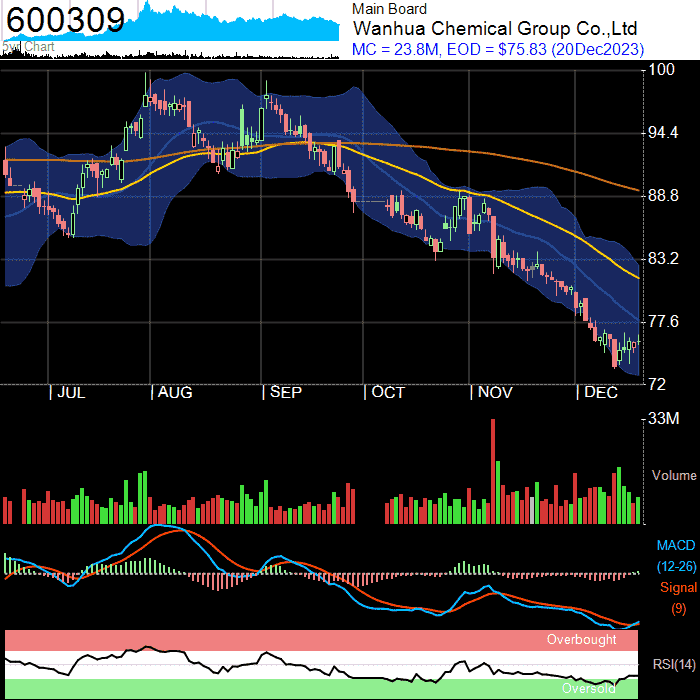 600309
5yr Chart
Main Board
Wanhua Chemical Group Co.,Ltd
MC = 23.8M, EOD = $75.83 (20Dec2023)
100
94.4
88.8
83.2
77.6
72
JUL
AUG
SEP
OCT
NOV
DEC
33M
Volume
MACD
(12-26)
Signal
(9)
Overbought
RSI(14)
Oversold